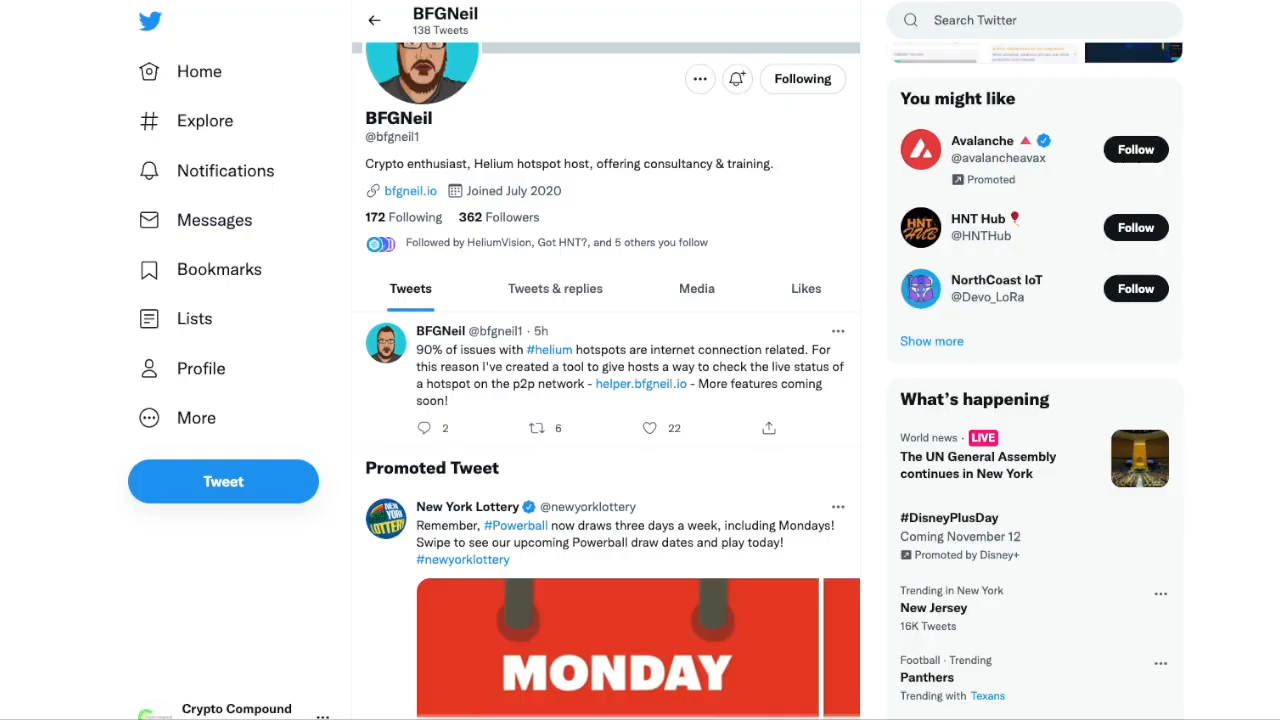 Home
Explore
Notifications
Messages
Bookmarks
Lists
Profile
More
Tweet
Crypto Compound
BFGNeil
138 Tweets
Following
BFGNeil
@bfgneil1
Crypto enthusiast, Helium hotspot host, offering consultancy & training.
bfgneil.io Joined July 2020
172 Following 362 Followers
Followed by HeliumVision, Got HNT?, and 5 others you follow
Tweets Tweets & replies Media Likes
BFGNeil @bfgneil1 · 5h
90% of issues with #helium hotspots are internet connection related. For
this reason I've created a tool to give hosts a way to check the live status of
a hotspot on the p2p network - helper.bfgneil.io - More features coming
soon!
2 6 22
Promoted Tweet
New York Lottery @newyorklottery
Remember, #Powerball now draws three days a week, including Mondays!
Swipe to see our upcoming Powerball draw dates and play today!
#newyorklottery
NEW
YORK
LOTTERY
MONDAY
Search Twitter
You might like
Avalanche
@avalancheavax
Promoted
Follow
HNT
HUB
HNT Hub
@HNTHub
Follow
NorthCoast IoT
@Devo_LoRa
Follow
Show more
What's happening
World news · LIVE
The UN General Assembly
continues in New York
#DisneyPlusDay
Coming November 12
Promoted by Disney+
Trending in New York
New Jersey
16K Tweets
Football · Trending
Panthers
Trending with Texans